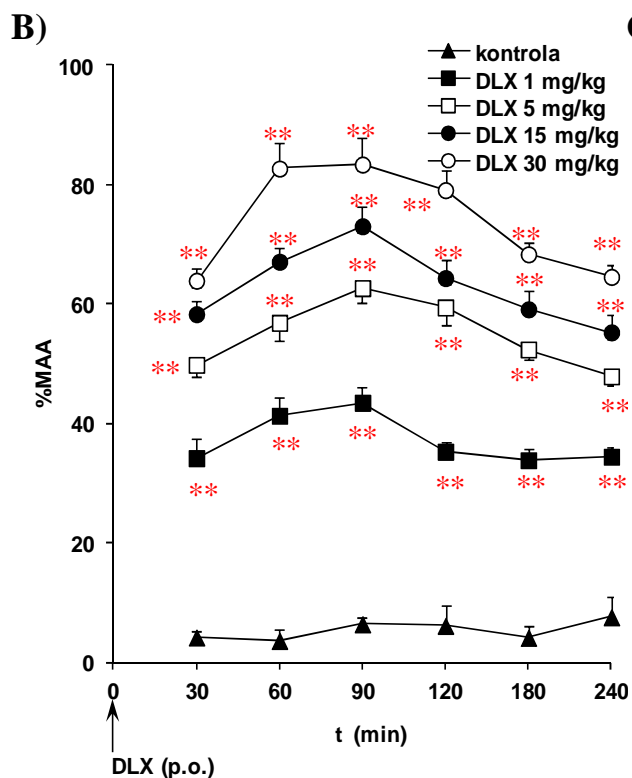 B)
kontrola
DLX 1 mg/kg
DLX 5 mg/kg
DLX 15 mg/kg
DLX 30 mg/kg
100
80
60
40
20
0
%MAA
** ** ** ** ** **
** ** ** ** ** **
** ** ** ** ** **
** ** ** ** ** **
0 30 60 90 120 180 240
t (min)
DLX (p.o.)